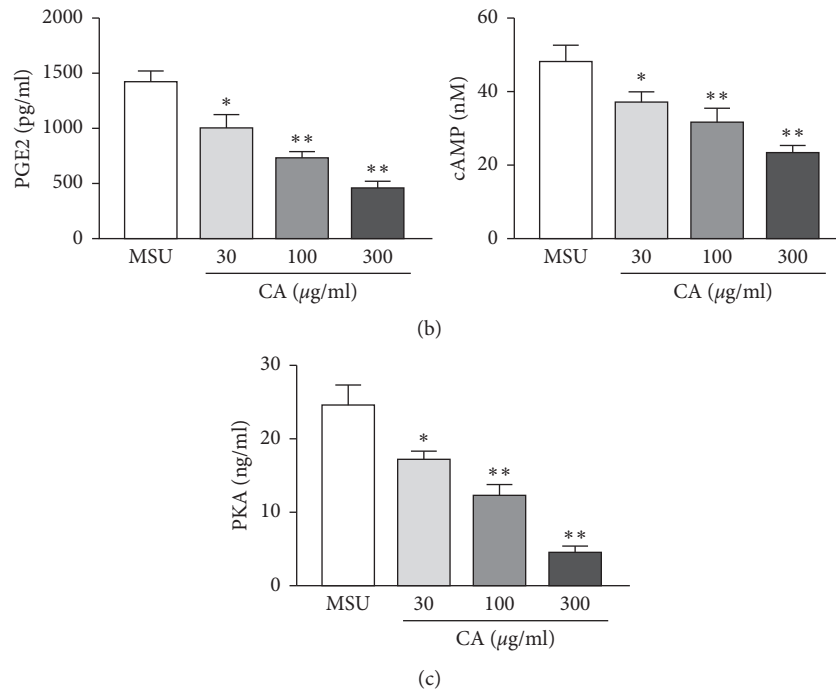 PGE2 (pg/ml)
2000
1500
1000
500
0
*
**
**
MSU
30
100
300
CA (μg/ml)
cAMP (nM)
60
40
20
0
*
**
**
MSU
30
100
300
CA (μg/ml)
(b)
PKA (ng/ml)
30
20
10
0
*
**
**
MSU
30
100
300
CA (μg/ml)
(c)